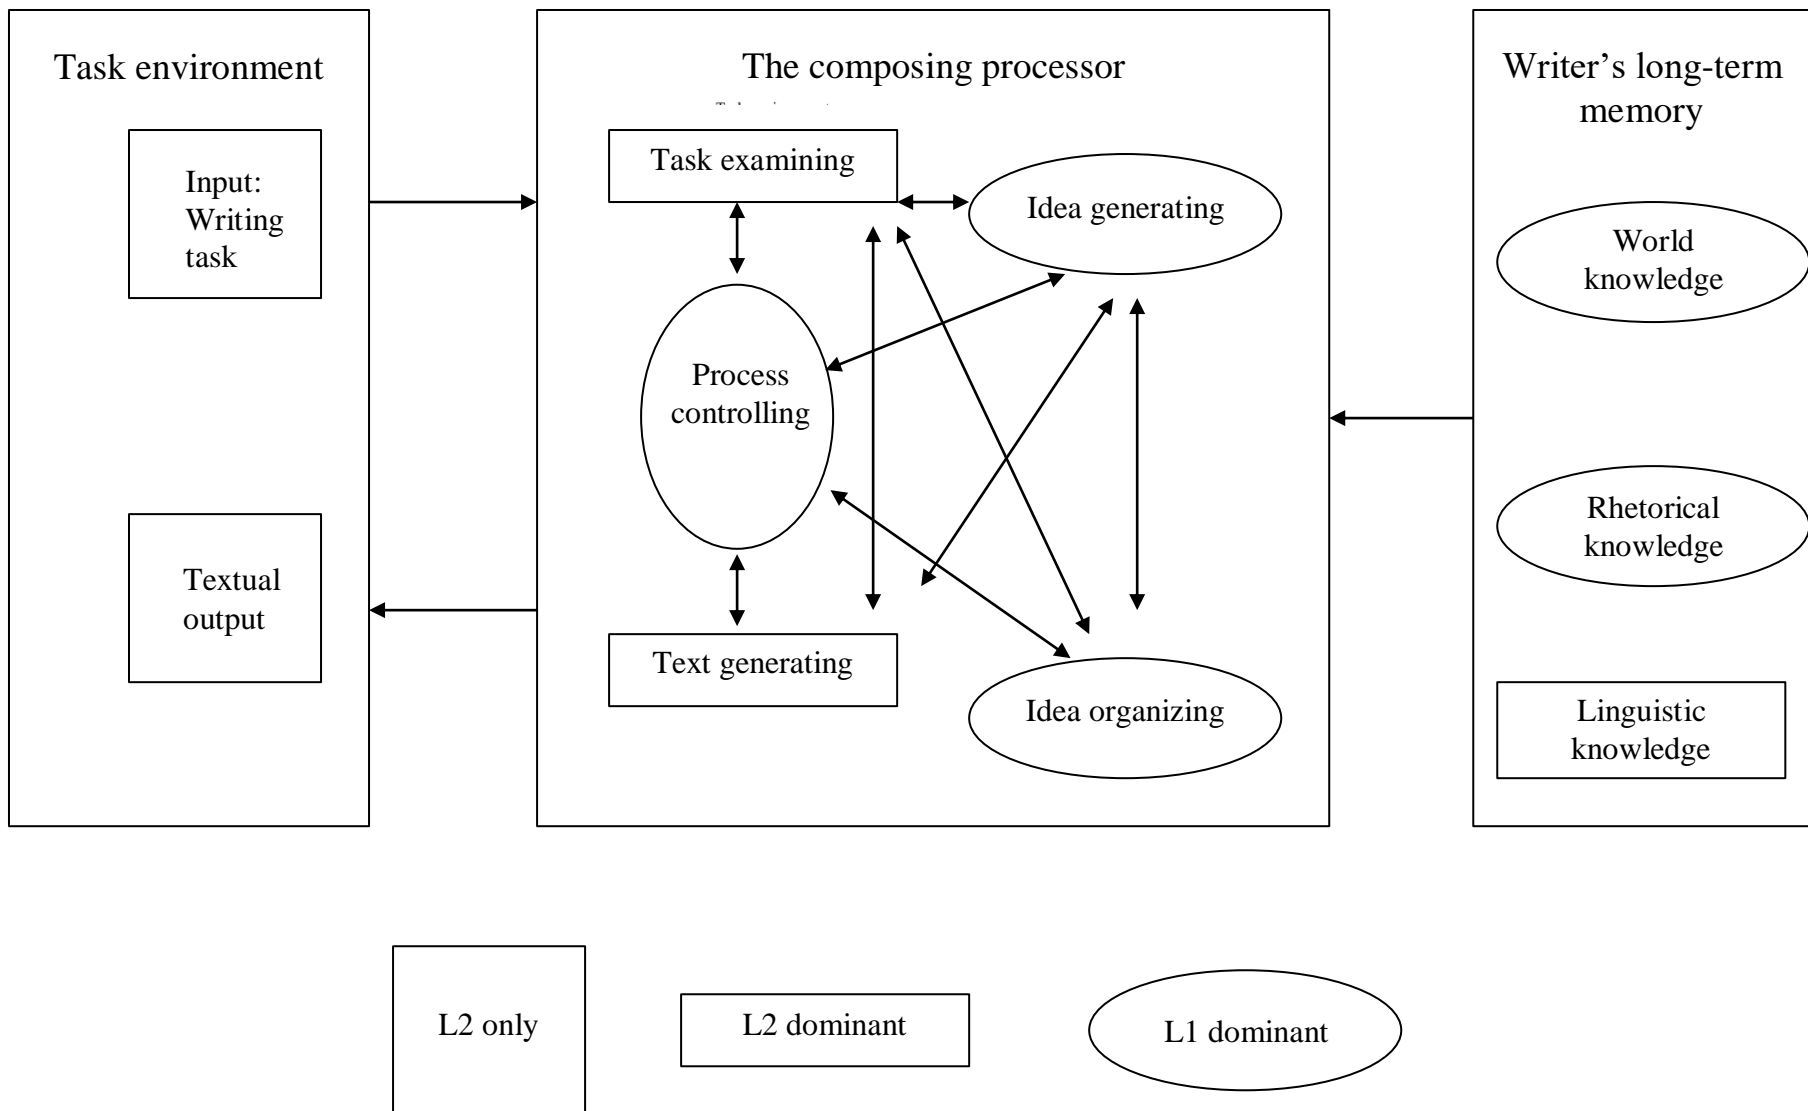 Task environment
Input:
Writing
task
Textual
output
The composing processor
Task examining
Idea generating
Process
controlling
Text generating
Idea organizing
Writer’s long-term
memory
World
knowledge
Rhetorical
knowledge
Linguistic
knowledge
L2 only
L2 dominant
L1 dominant